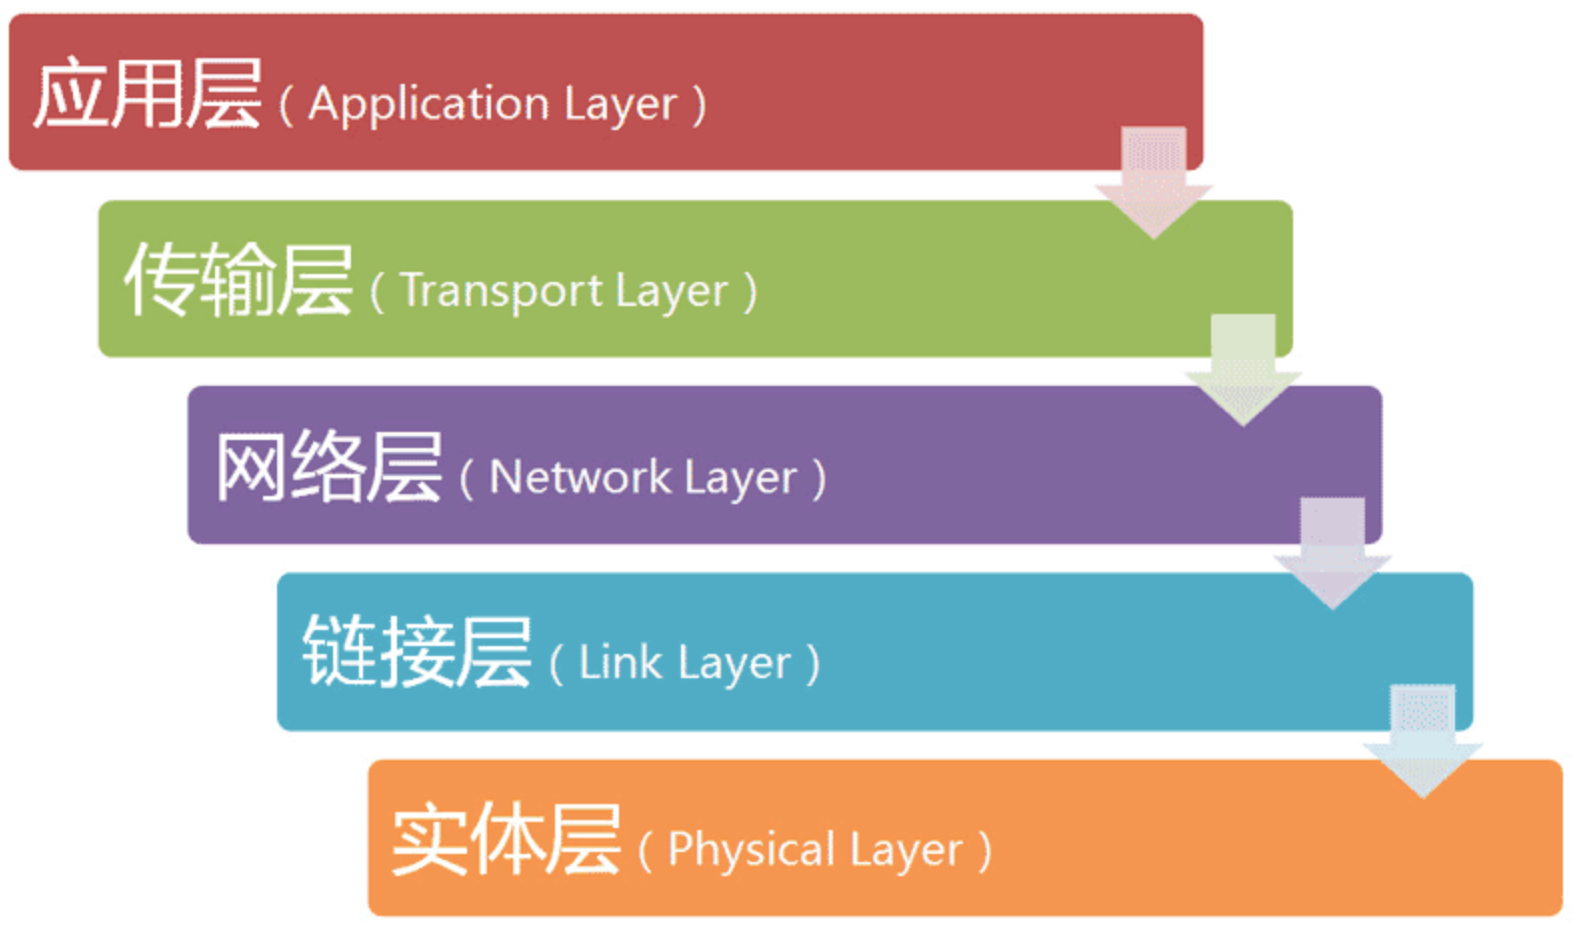 应用层（Application Layer）
传输层（Transport Layer）
网络层（Network Layer）
链接层（Link Layer）
实体层（Physical Layer）